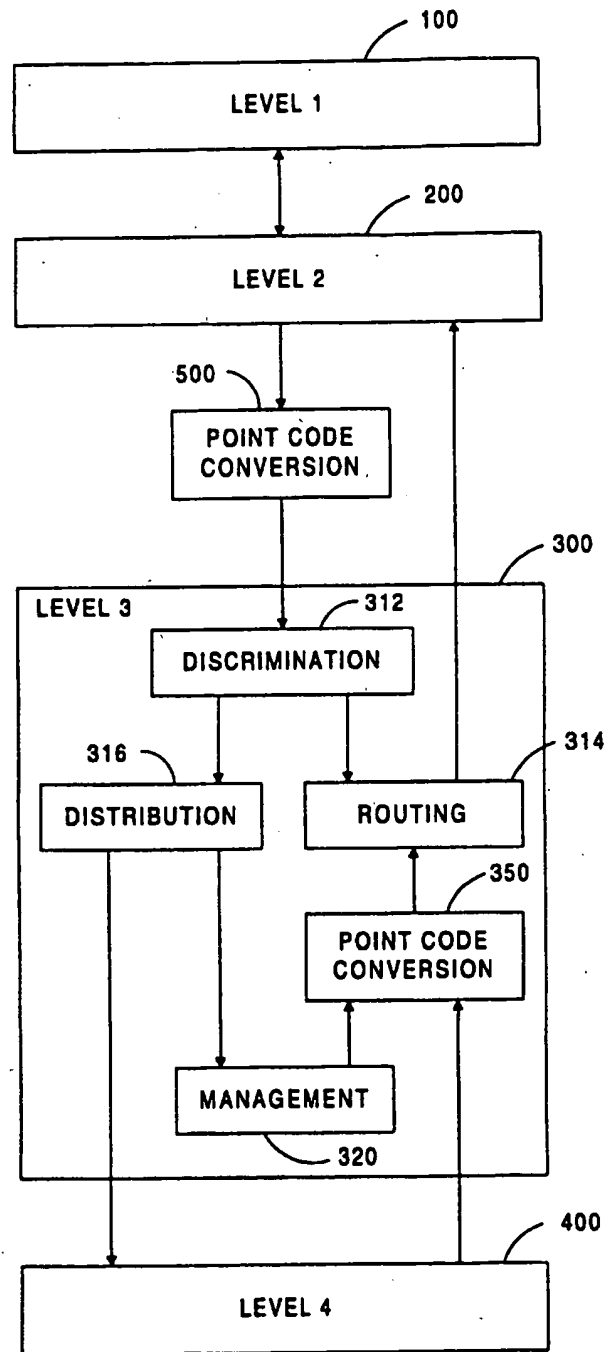 100
LEVEL 1
200
LEVEL 2
500
POINT CODE
CONVERSION
300
LEVEL 3
312
DISCRIMINATION
316
314
DISTRIBUTION
ROUTING
350
POINT CODE
CONVERSION
MANAGEMENT
320
400
LEVEL 4